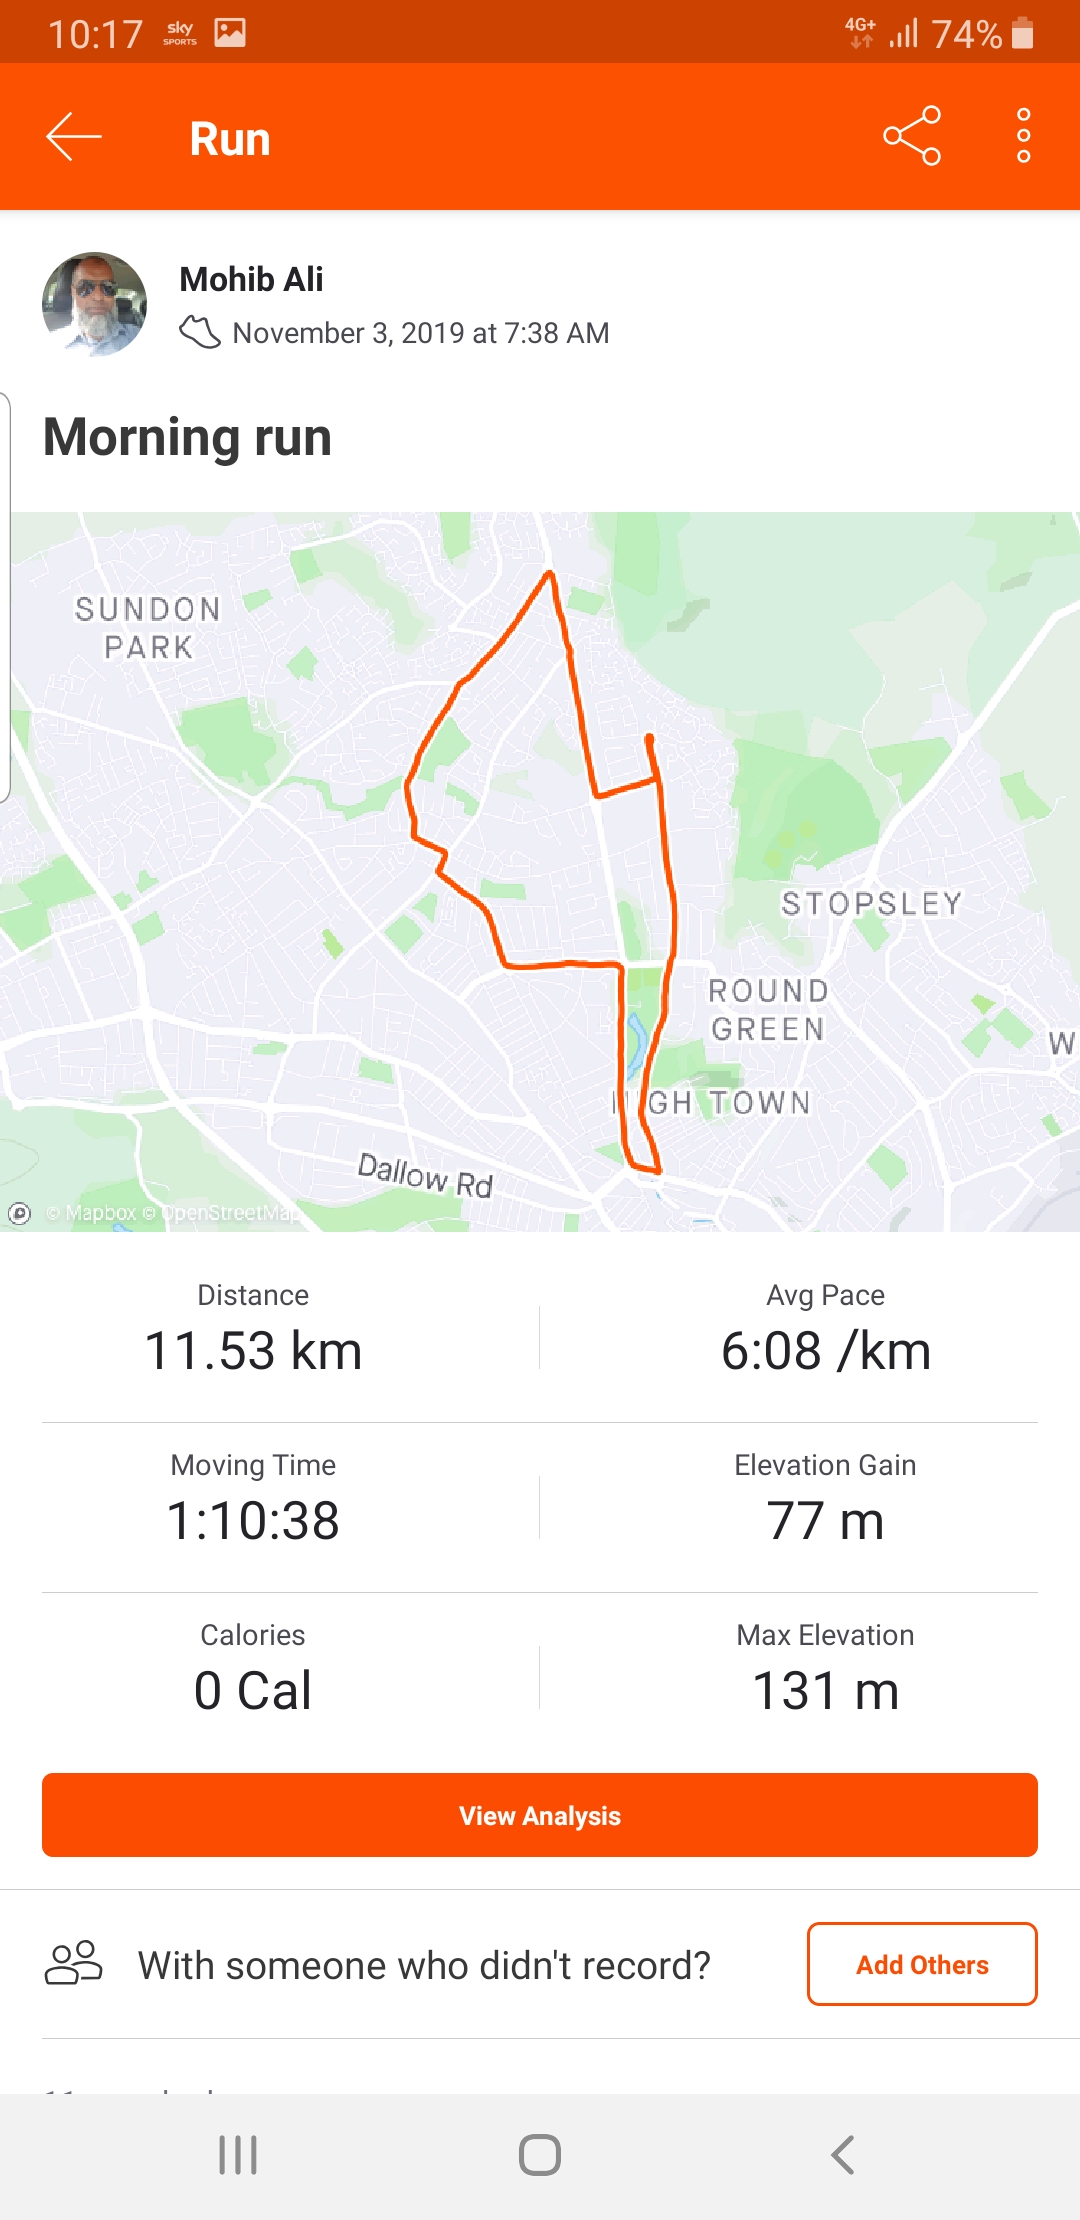 10:17 sky SPORTS 4G+ 74%
Run
Mohib Ali
November 3, 2019 at 7:38 AM
Morning run
SUNDON
PARK
STOPSLEY
ROUND
GREEN
W
GH TOWN
Dallow Rd
© Mapbox © OpenStreetMap
Distance
11.53 km
Avg Pace
6:08 /km
Moving Time
1:10:38
Elevation Gain
77 m
Calories
0 Cal
Max Elevation
131 m
View Analysis
With someone who didn't record?
Add Others